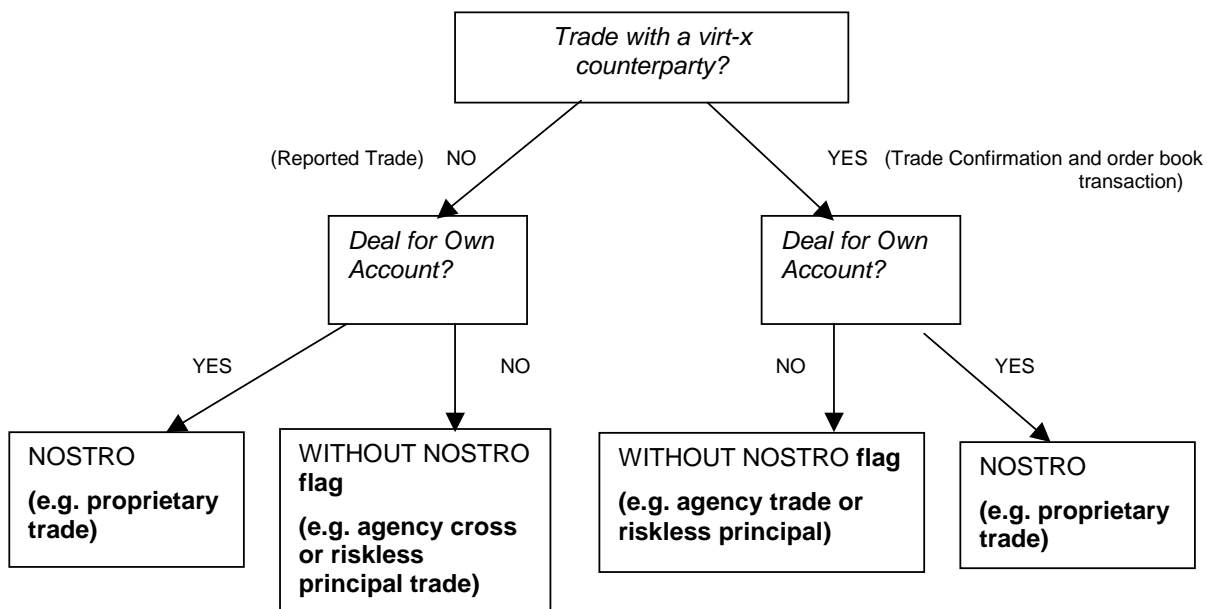 Trade with a virt-x
counterparty?
(Reported Trade) NO
YES (Trade Confirmation and order book
transaction)
Deal for Own
Account?
Deal for Own
Account?
YES
NO
NO
YES
NOSTRO
(e.g. proprietary
trade)
WITHOUT NOSTRO
flag
(e.g. agency cross
or riskless
principal trade)
WITHOUT NOSTRO flag
(e.g. agency trade or
riskless principal)
NOSTRO
(e.g. proprietary
trade)